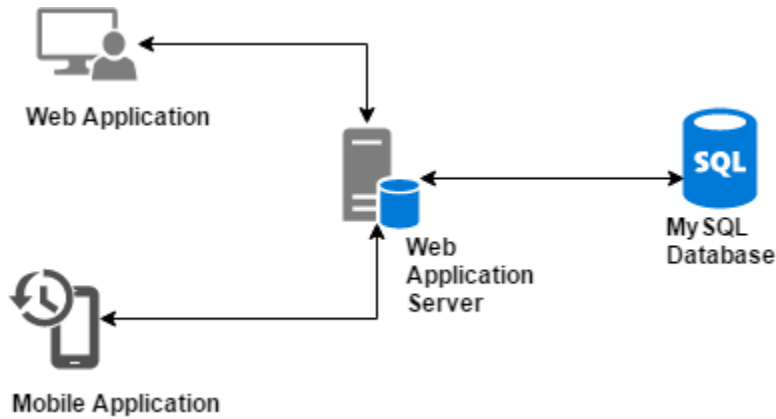 Web Application
SQL
My SQL
Database
Web
Application
Server
Mobile Application